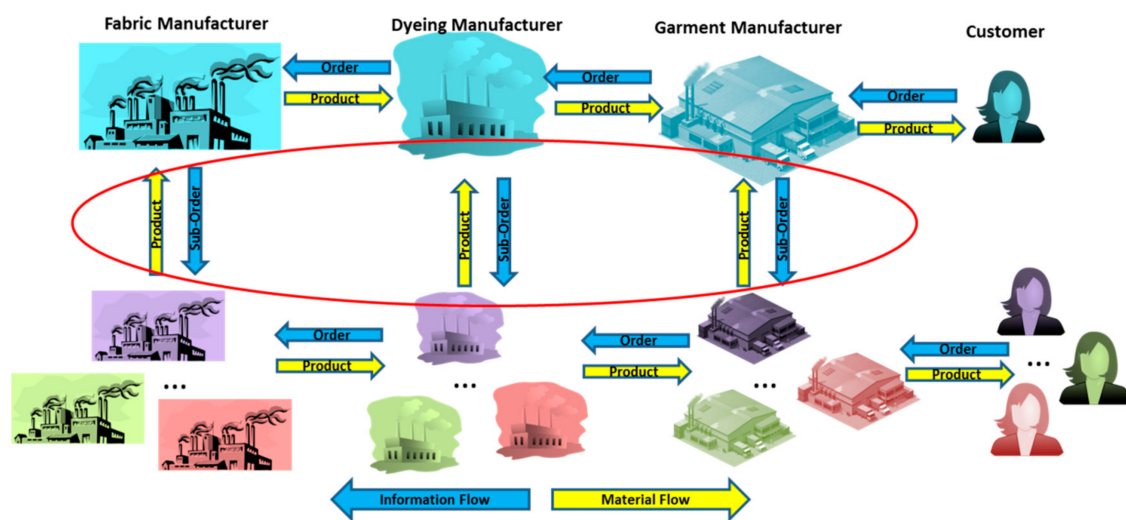 Fabric Manufacturer
Dyeing Manufacturer
Garment Manufacturer
Customer
Order
Product
Order
Product
Order
Product
Product
Sub-Order
Product
Sub-Order
Product
Sub-Order
Order
Product
Order
Product
Order
Product
...
...
...
...
Information Flow
Material Flow